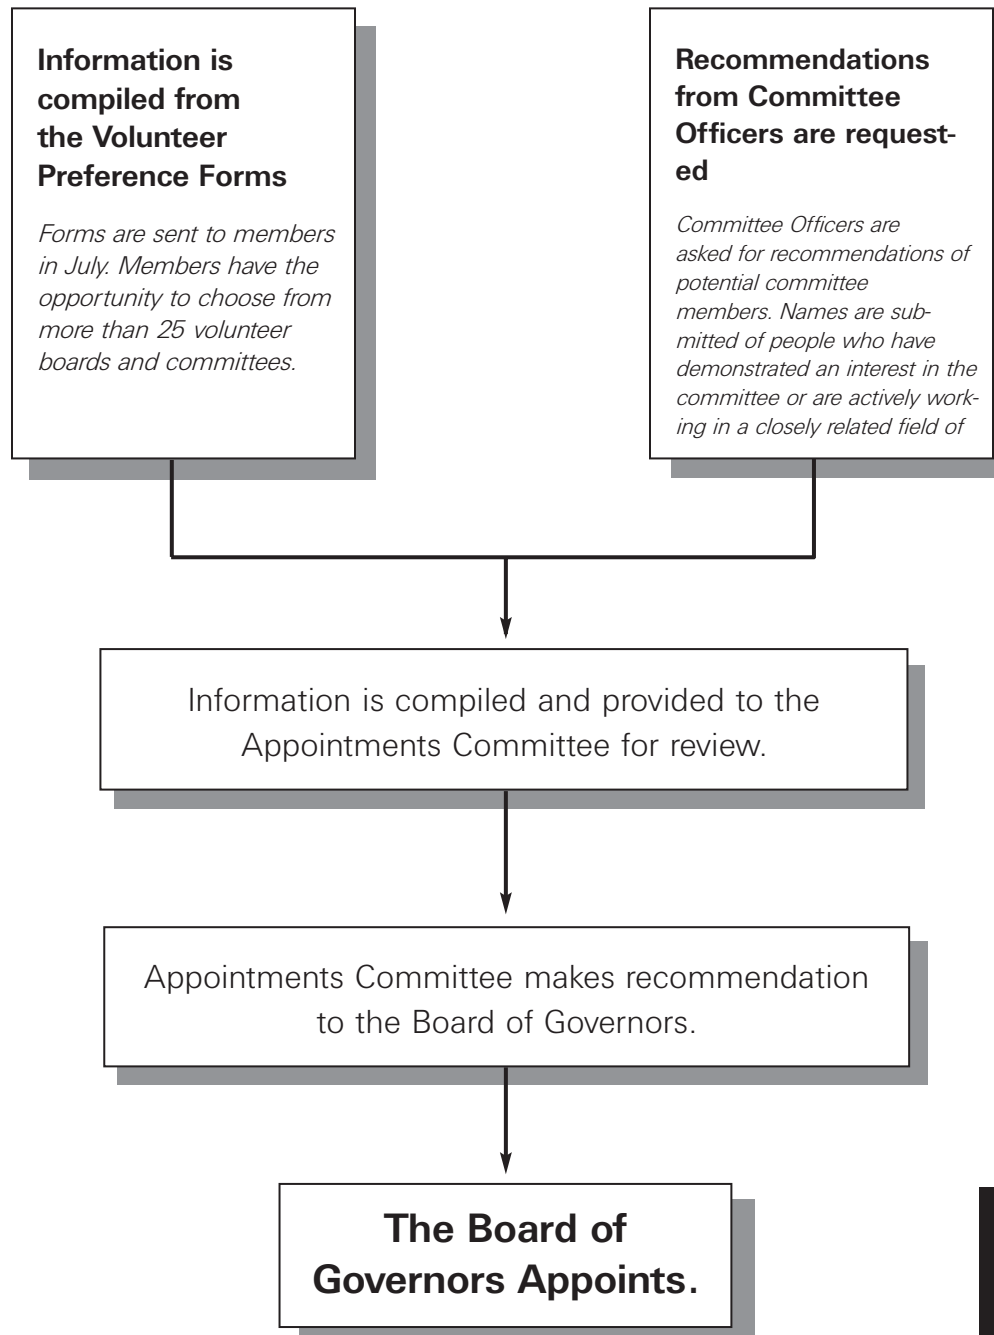 Information is
compiled from
the Volunteer
Preference Forms
Forms are sent to members
in July. Members have the
opportunity to choose from
more than 25 volunteer
boards and committees.
Recommendations
from Committee
Officers are request-
ed
Committee Officers are
asked for recommendations of
potential committee
members. Names are sub-
mitted of people who have
demonstrated an interest in the
committee or are actively work-
ing in a closely related field of
Information is compiled and provided to the
Appointments Committee for review.
Appointments Committee makes recommendation
to the Board of Governors.
The Board of
Governors Appoints.